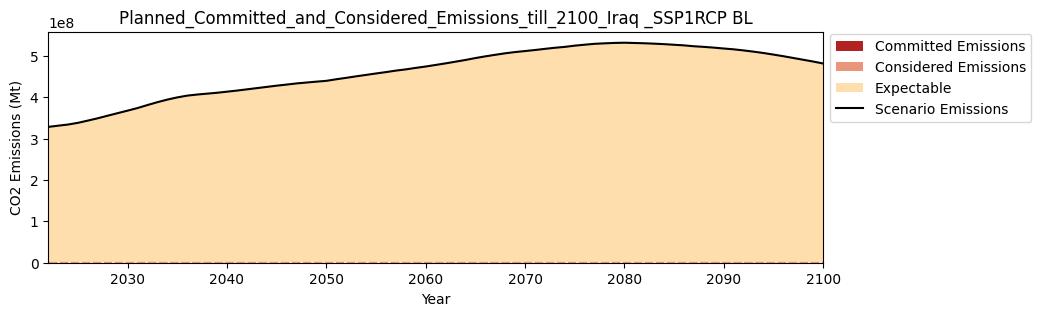 Planned_Committed_and_Considered_Emissions_till_2100_Iraq _SSP1RCP BL
1e8
5
4
3
2
1
0
CO2 Emissions (Mt)
2030 2040 2050 2060 2070 2080 2090 2100
Year
Committed Emissions
Considered Emissions
Expectable
Scenario Emissions